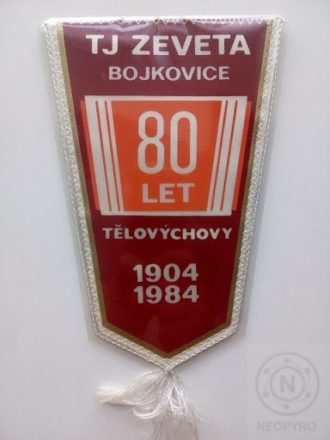 TJ ZEVETA
BOJKOVICE
80
LET
TĚLOVÝCHOVY
1904
1984
N
NEOPYRO